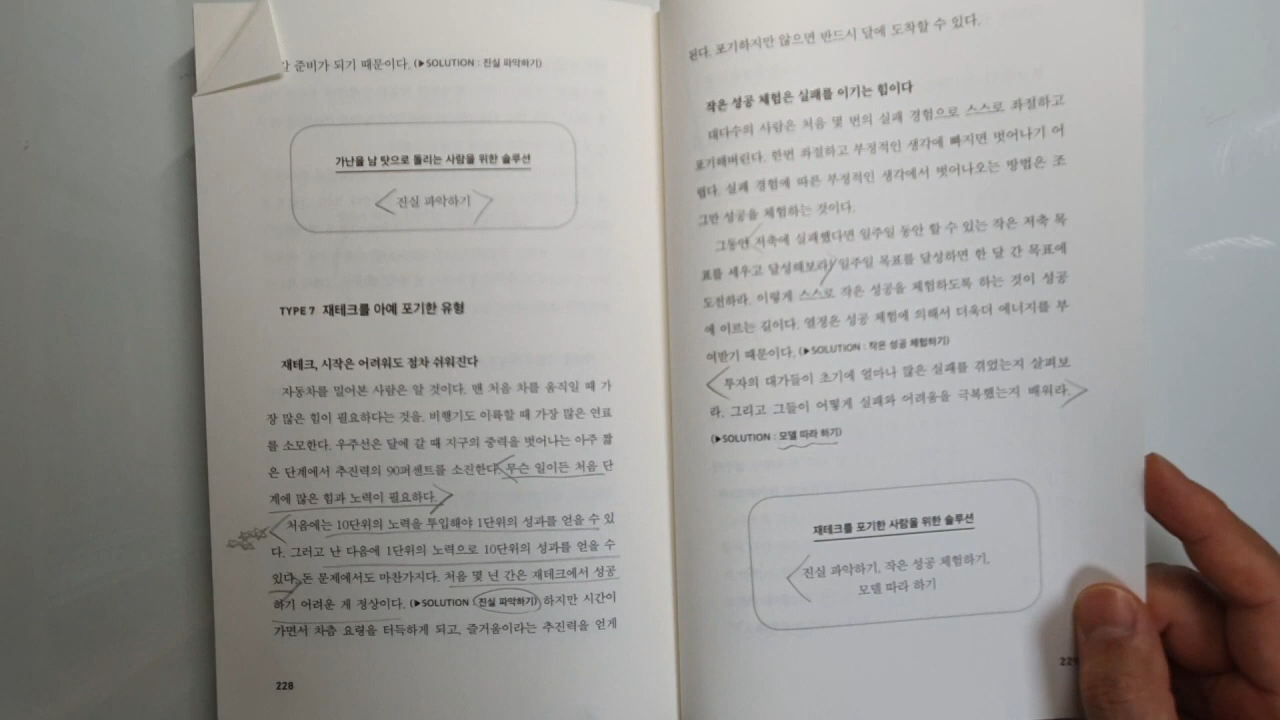 할 준비가 되기 때문이다. (▶SOLUTION : 진실 파악하기)
가난을 남 탓으로 돌리는 사람을 위한 솔루션
진실 파악하기
TYPE 7 재테크를 아예 포기한 유형
재테크, 시작은 어려워도 점차 쉬워진다
자동차를 밀어본 사람은 알 것이다. 맨 처음 차를 움직일 때 가
장 많은 힘이 필요하다는 것을. 비행기도 이륙할 때 가장 많은 연료
를 소모한다. 우주선은 달에 갈 때 지구의 중력을 벗어나는 아주 짧
은 단계에서 추진력의 90퍼센트를 소진한다. 무슨 일이든 처음 단
계에 많은 힘과 노력이 필요하다.
처음에는 10단위의 노력을 투입해야 1단위의 성과를 얻을 수 있
다. 그러고 난 다음에 1단위의 노력으로 10단위의 성과를 얻을 수
있다. 돈 문제에서도 마찬가지다. 처음 몇 년 간은 재테크에서 성공
하기 어려운 게 정상이다. (▶SOLUTION : 진실 파악하기) 하지만 시간이
가면서 차츰 요령을 터득하게 되고, 즐거움이라는 추진력을 얻게
228
된다. 포기하지만 않으면 반드시 달에 도착할 수 있다.
작은 성공 체험은 실패를 이기는 힘이다
대다수의 사람은 처음 몇 번의 실패 경험으로 스스로 좌절하고
포기해버린다. 한번 좌절하고 부정적인 생각에 빠지면 벗어나기 어
렵다. 실패 경험에 따른 부정적인 생각에서 벗어나오는 방법은 조
그만 성공을 체험하는 것이다.
그동안 저축에 실패했다면 일주일 동안 할 수 있는 작은 저축 목
표를 세우고 달성해보라. 일주일 목표를 달성하면 한 달 간 목표에
도전하라. 이렇게 스스로 작은 성공을 체험하도록 하는 것이 성공
에 이르는 길이다. 열정은 성공 체험에 의해서 더욱더 에너지를 부
여받기 때문이다. (▶SOLUTION : 작은 성공 체험하기)
투자의 대가들이 초기에 얼마나 많은 실패를 겪었는지 살펴보
라. 그리고 그들이 어떻게 실패와 어려움을 극복했는지 배워라.
(▶SOLUTION : 모델 따라 하기)
재테크를 포기한 사람을 위한 솔루션
진실 파악하기, 작은 성공 체험하기,
모델 따라 하기
229